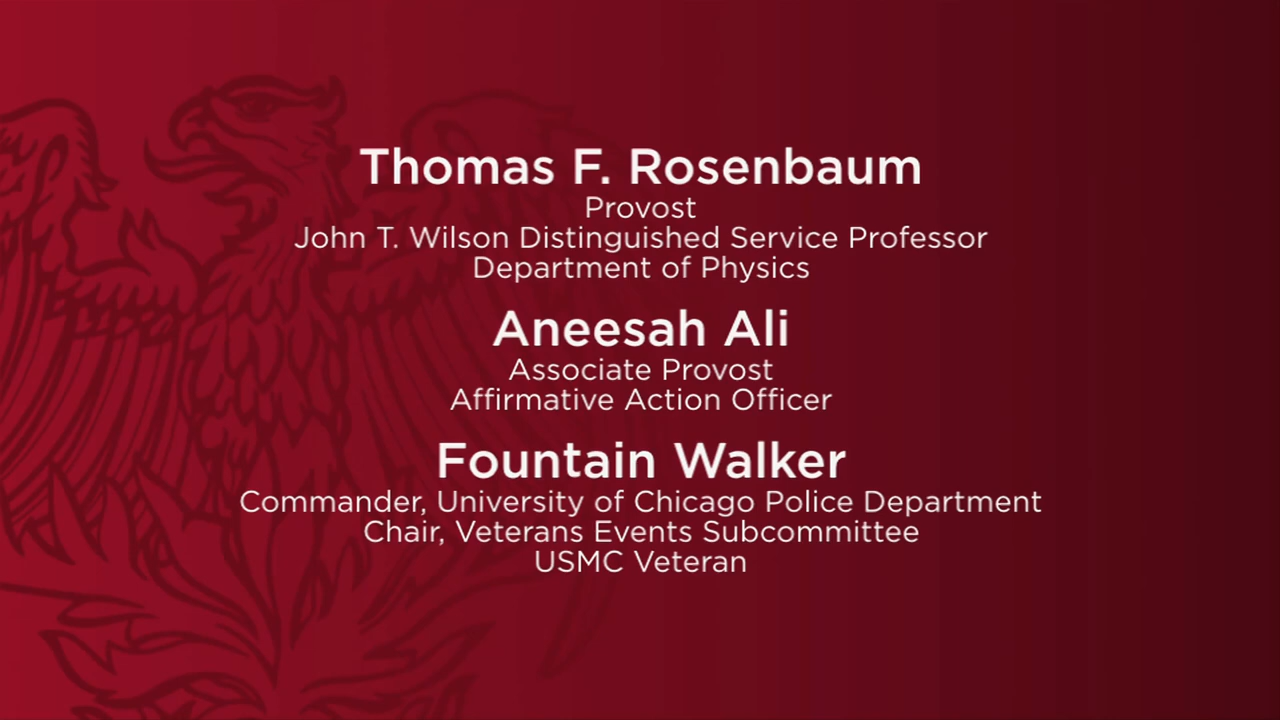 Thomas F. Rosenbaum
Provost
John T. Wilson Distinguished Service Professor
Department of Physics
Aneesah Ali
Associate Provost
Affirmative Action Officer
Fountain Walker
Commander, University of Chicago Police Department
Chair, Veterans Events Subcommittee
USMC Veteran